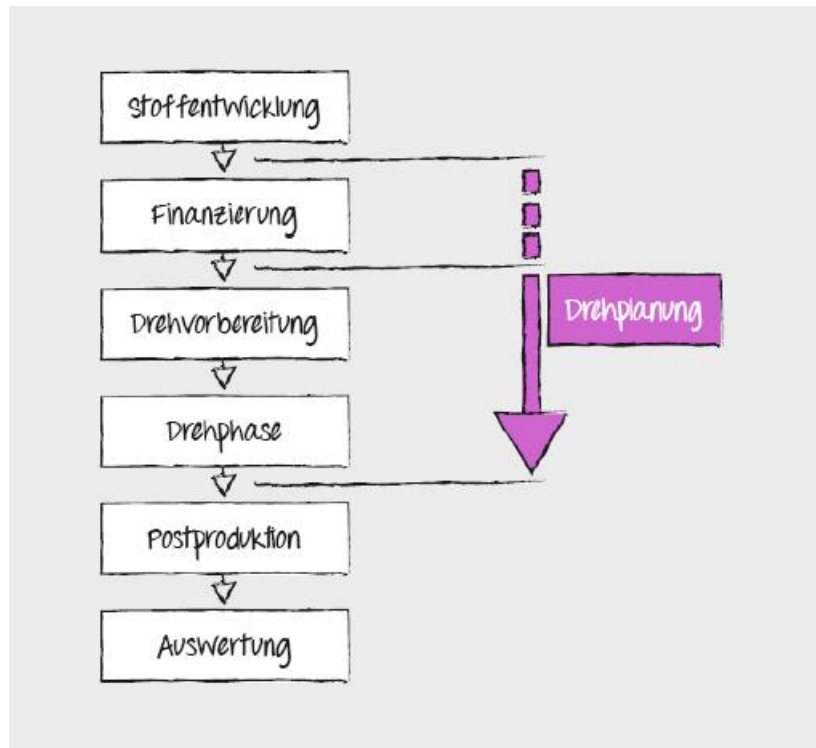 Stoffentwicklung
Finanzierung
Drehvorbereitung
Drehplanung
Drehphase
Postproduktion
Auswertung